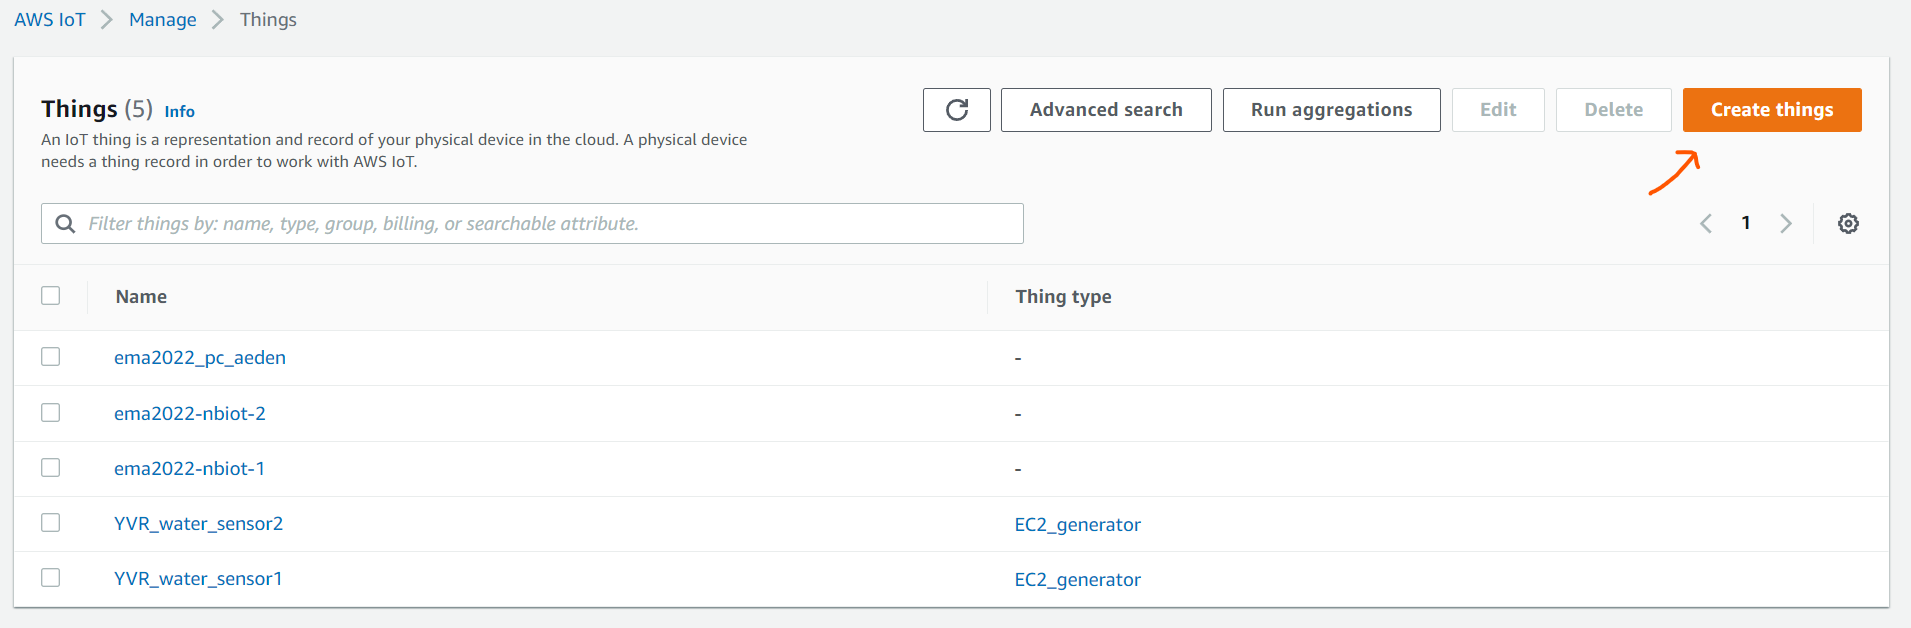 AWS IoT > Manage > Things
Things (5) Info
An IoT thing is a representation and record of your physical device in the cloud. A physical device
needs a thing record in order to work with AWS IoT.
Advanced search
Run aggregations
Edit
Delete
Create things
Filter things by: name, type, group, billing, or searchable attribute.
1
Name Thing type
ema2022_pc_aeden -
ema2022-nbiot-2 -
ema2022-nbiot-1 -
YVR_water_sensor2 EC2_generator
YVR_water_sensor1 EC2_generator